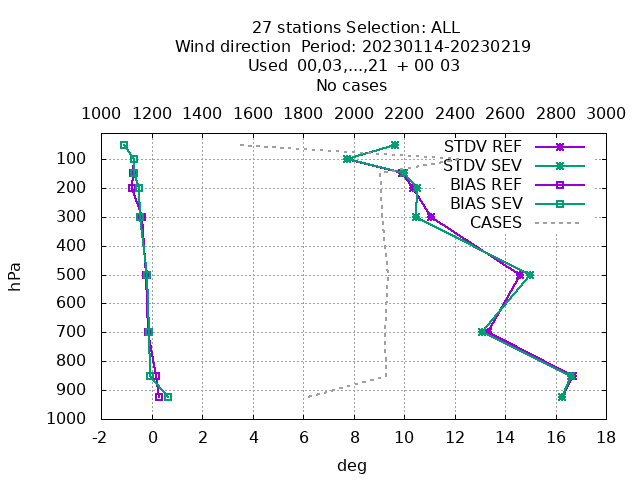 27 stations Selection: ALL
Wind direction  Period: 20230114-20230219
Used  00,03,...,21  + 00 03
No cases
1000 1200 1400 1600 1800 2000 2200 2400 2600 2800 3000
STDV REF
100
STDV SEV
200
BIAS REF
BIAS SEV
300
CASES
400
hPa
500
600
700
800
900
1000
-2 0 2 4 6 8 10 12 14 16 18
deg